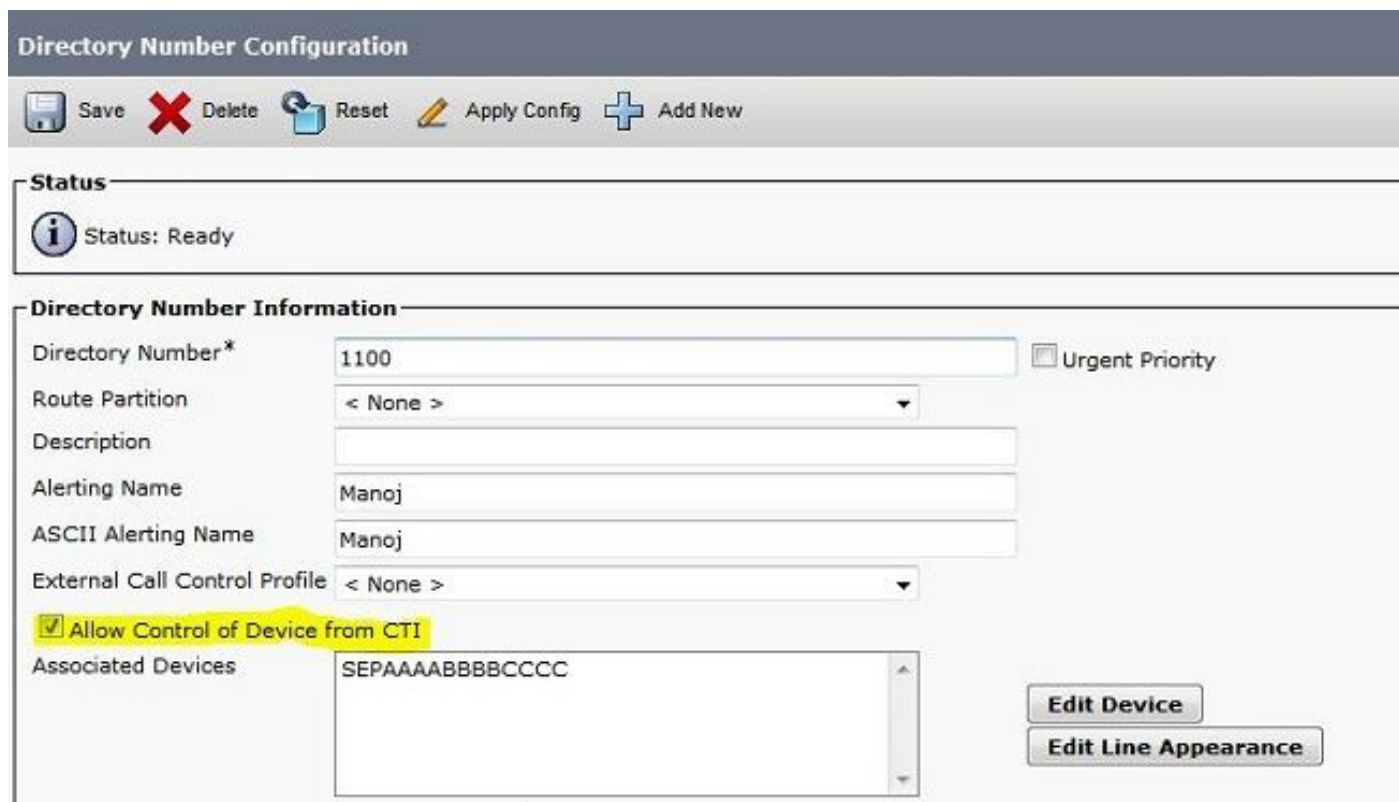 Directory Number Configuration
Save Delete Reset Apply Config Add New
Status
Status: Ready
Directory Number Information
Directory Number* 1100 Urgent Priority
Route Partition < None >
Description
Alerting Name Manoj
ASCII Alerting Name Manoj
External Call Control Profile < None >
Allow Control of Device from CTI
Associated Devices SEPAAAABBBBCCCC
Edit Device
Edit Line Appearance